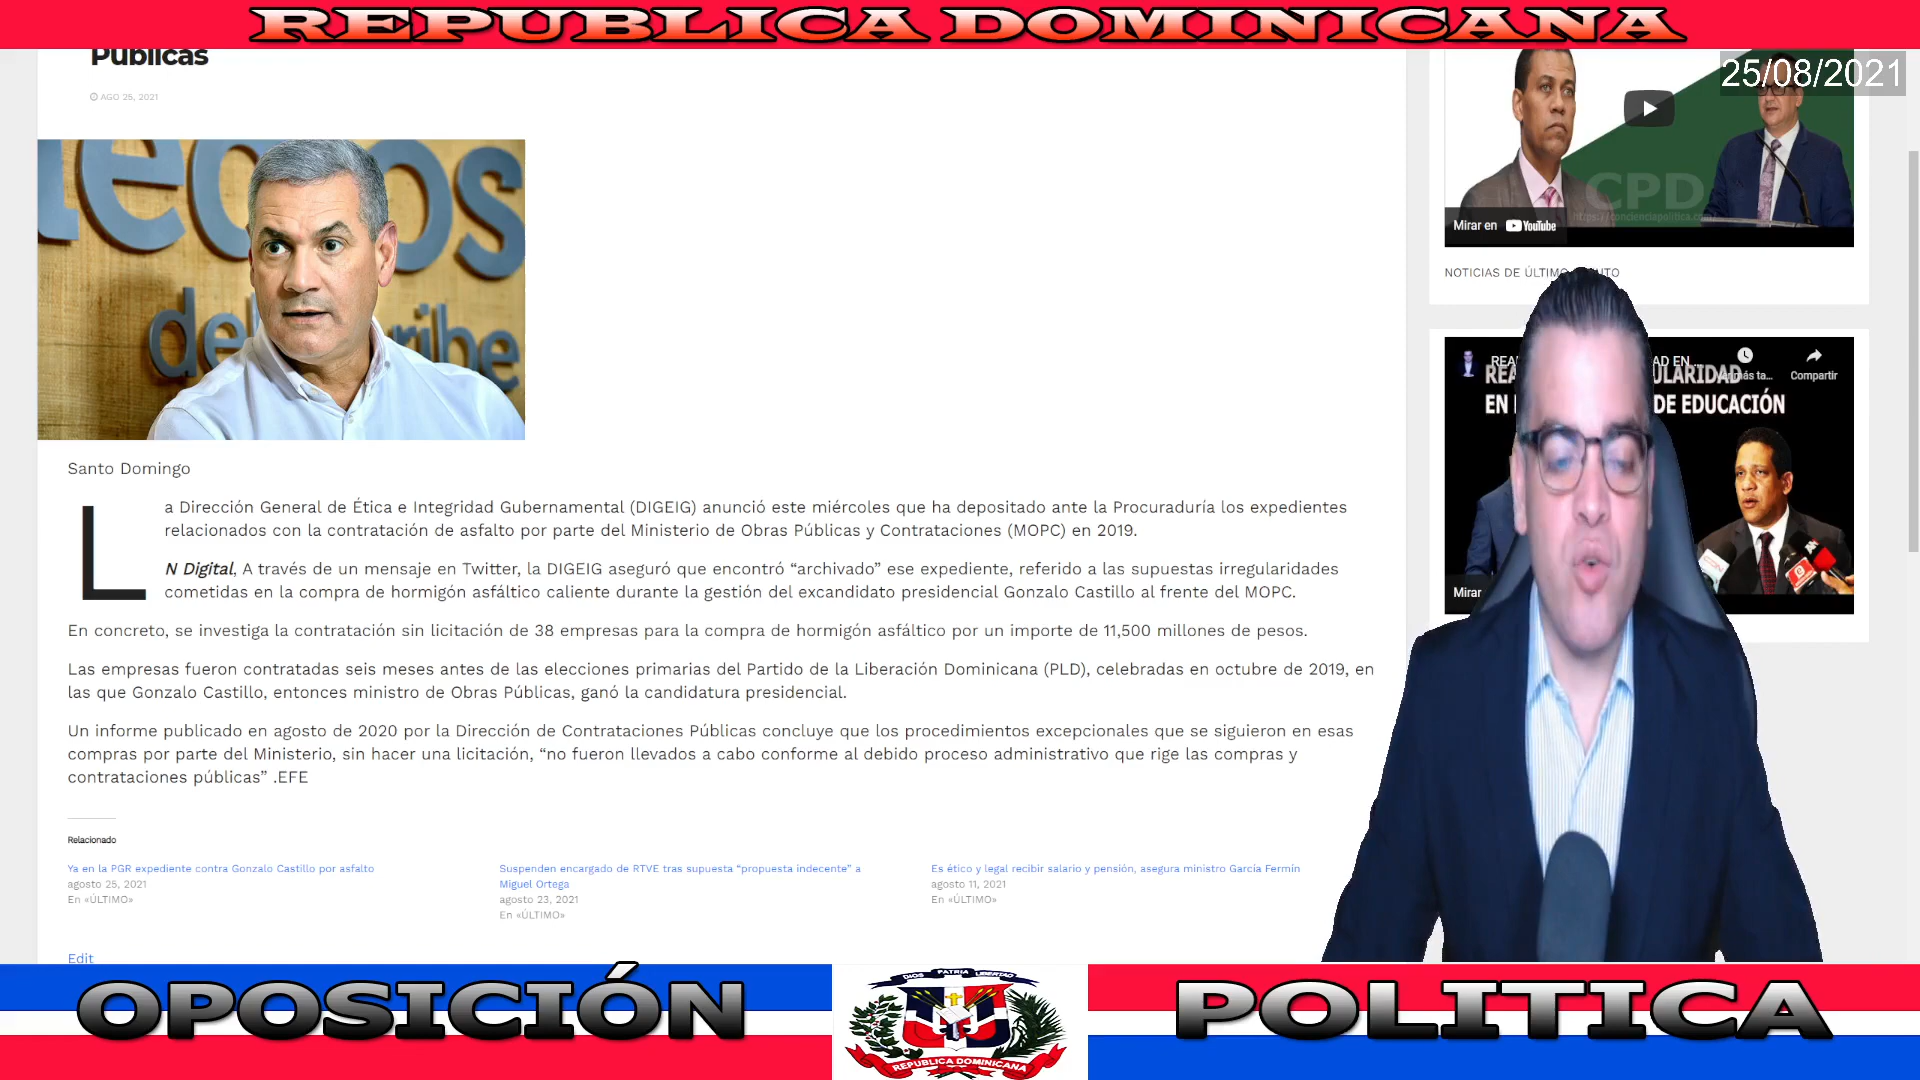 REPUBLICA DOMINICANA
Públicas
25/08/2021
AGO 25, 2021
CPD
https://concienciapolitica.com
Mirar en YouTube
NOTICIAS DE ÚLTIMO
Santo Domingo
La Dirección General de Ética e Integridad Gubernamental (DIGEIG) anunció este miércoles que ha depositado ante la Procuraduría los expedientes
relacionados con la contratación de asfalto por parte del Ministerio de Obras Públicas y Contrataciones (MOPC) en 2019.
N Digital, A través de un mensaje en Twitter, la DIGEIG aseguró que encontró “archivado” ese expediente, referido a las supuestas irregularidades
cometidas en la compra de hormigón asfáltico caliente durante la gestión del excandidato presidencial Gonzalo Castillo al frente del MOPC.
En concreto, se investiga la contratación sin licitación de 38 empresas para la compra de hormigón asfáltico por un importe de 11,500 millones de pesos.
Las empresas fueron contratadas seis meses antes de las elecciones primarias del Partido de la Liberación Dominicana (PLD), celebradas en octubre de 2019, en
las que Gonzalo Castillo, entonces ministro de Obras Públicas, ganó la candidatura presidencial.
Un informe publicado en agosto de 2020 por la Dirección de Contrataciones Públicas concluye que los procedimientos excepcionales que se siguieron en esas
compras por parte del Ministerio, sin hacer una licitación, “no fueron llevados a cabo conforme al debido proceso administrativo que rige las compras y
contrataciones públicas” .EFE
Compartir
DE EDUCACIÓN
Mirar
Relacionado
Ya en la PGR expediente contra Gonzalo Castillo por asfalto
agosto 25, 2021
En «ÚLTIMO»
Suspenden encargado de RTVE tras supuesta “propuesta indecente” a
Miguel Ortega
agosto 23, 2021
En «ÚLTIMO»
Es ético y legal recibir salario y pensión, asegura ministro García Fermín
agosto 11, 2021
En «ÚLTIMO»
Edit
OPOSICIÓN
DIOS PATRIA LIBERTAD
REPUBLICA DOMINICANA
POLITICA